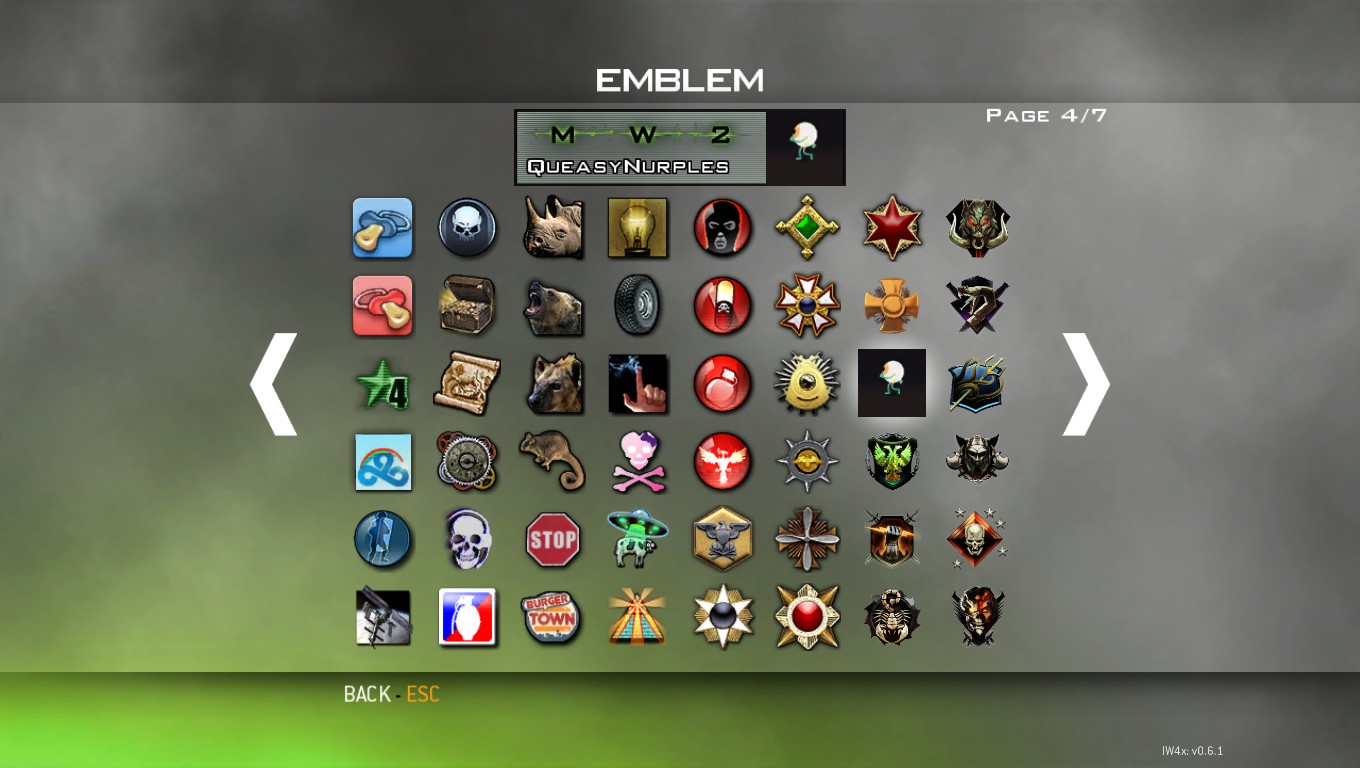 EMBLEM
PAGE 4/7
M W 2
QUEASYNURPLES
4
STOP
BURGER
TOWN
BACK - ESC
IW4x: v0.6.1